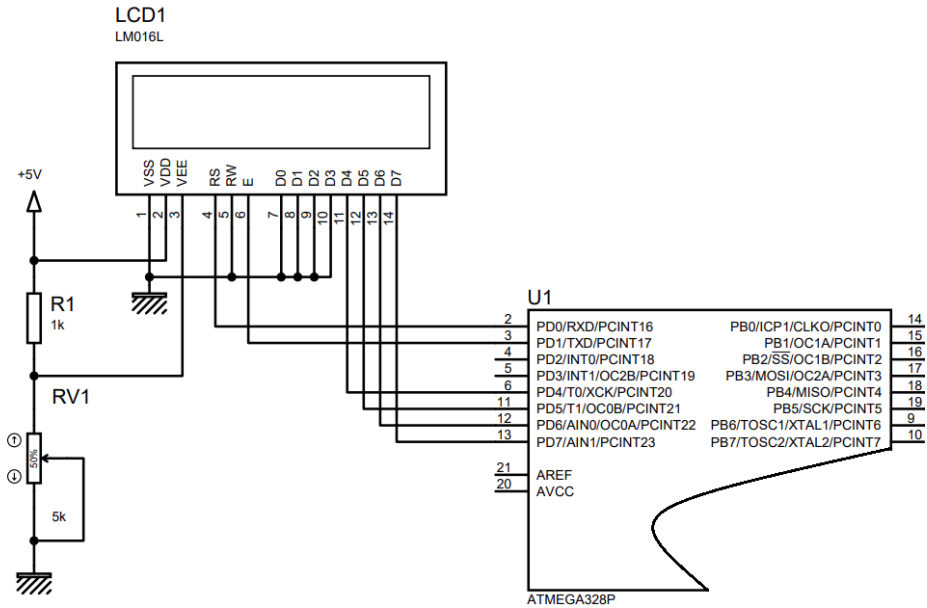 LCD1
LM016L
VSS
VDD
VEE
RS
RW
E
D0
D1
D2
D3
D4
D5
D6
D7
1
2
3
4
5
6
7
8
9
10
11
12
13
14
+5V
R1
1k
RV1
50%
5k
U1
2 PD0/RXD/PCINT16 PB0/ICP1/CLKO/PCINT0 14
3 PD1/TXD/PCINT17 PB1/OC1A/PCINT1 15
4 PD2/INT0/PCINT18 PB2/SS/OC1B/PCINT2 16
5 PD3/INT1/OC2B/PCINT19 PB3/MOSI/OC2A/PCINT3 17
6 PD4/T0/XCK/PCINT20 PB4/MISO/PCINT4 18
11 PD5/T1/OC0B/PCINT21 PB5/SCK/PCINT5 19
12 PD6/AIN0/OC0A/PCINT22 PB6/TOSC1/XTAL1/PCINT6 9
13 PD7/AIN1/PCINT23 PB7/TOSC2/XTAL2/PCINT7 10
21 AREF
20 AVCC
ATMEGA328P